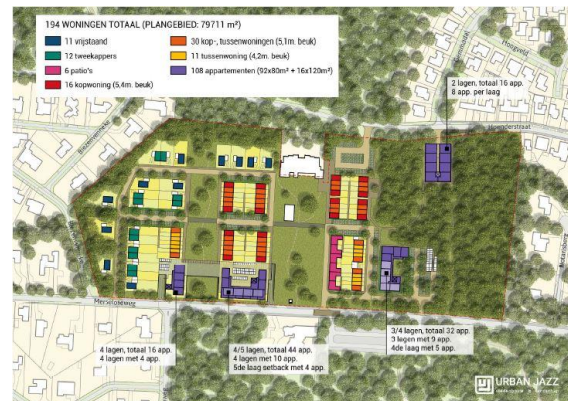 194 WONINGEN TOTAAL (PLANGEBIED: 79711 m²)
11 vrijstaand
12 tweekappers
6 patio's
16 kopwoning (5,4m. beuk)
30 kop-, tussenwoningen (5,1m. beuk)
11 tussenwoning (4,2m. beuk)
108 appartementen (92x80m² + 16x120m²)
2 lagen, totaal 16 app.
8 app. per laag
Merseloseweg
4 lagen, totaal 16 app.
4 lagen met 4 app.
4/5 lagen, totaal 44 app.
4 lagen met 10 app.
5de laag setback met 4 app.
3/4 lagen, totaal 32 app.
3 legen met 9 app.
4de laag met 5 app.
URBAN JAZZ